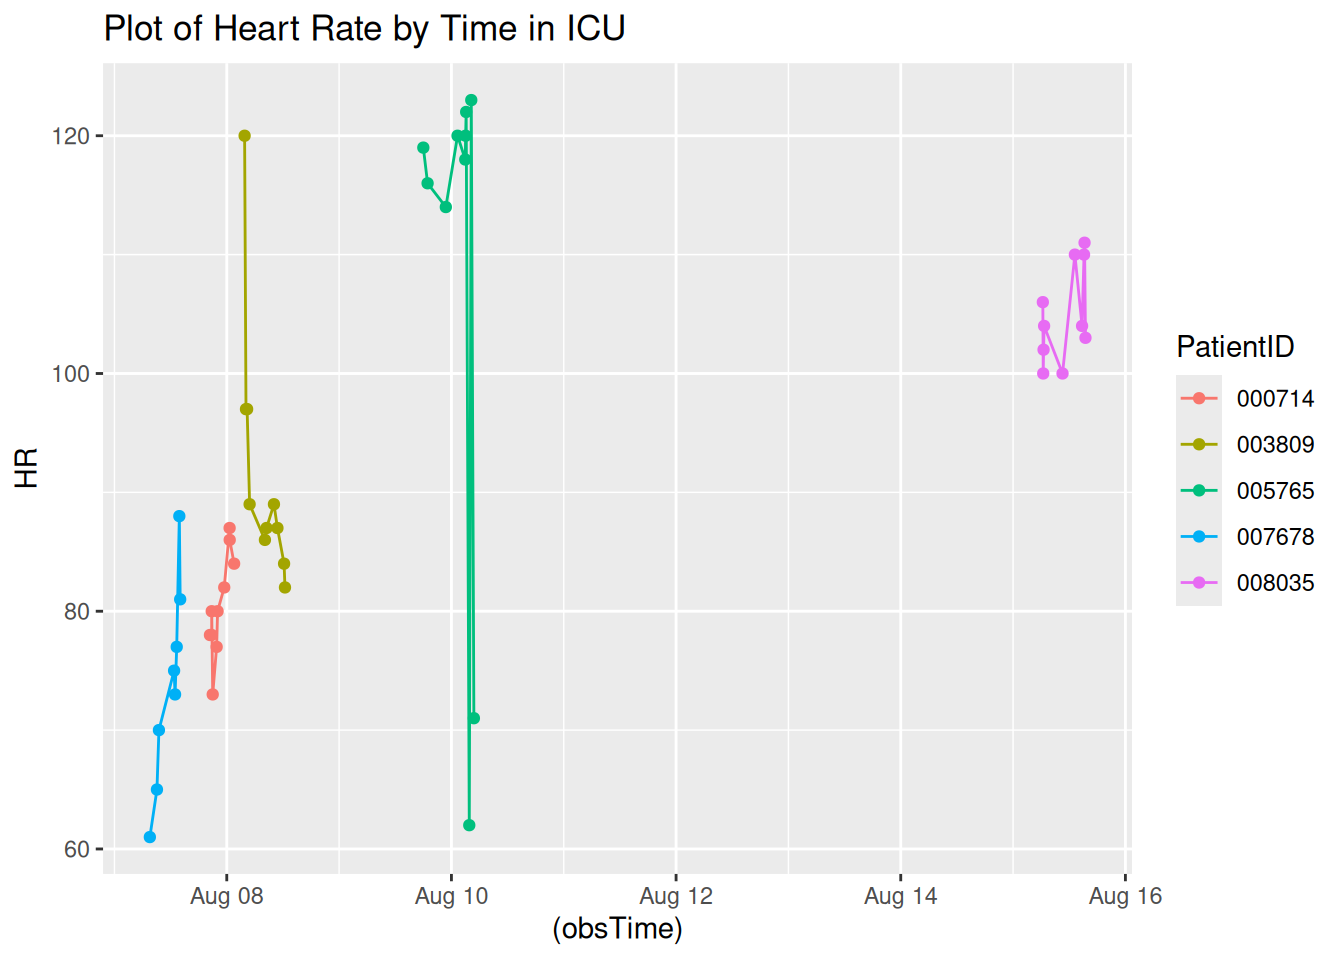 Plot of Heart Rate by Time in ICU
120
100
80
60
HR
Aug 08
Aug 10
Aug 12
Aug 14
Aug 16
(obsTime)
PatientID
000714
003809
005765
007678
008035